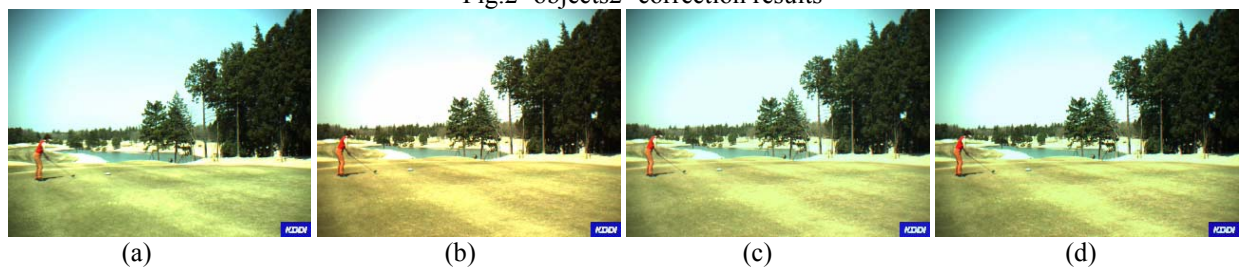 Fig.2 "objects2" correction results
KDDI KDDI KDDI KDDI
(a) (b) (c) (d)